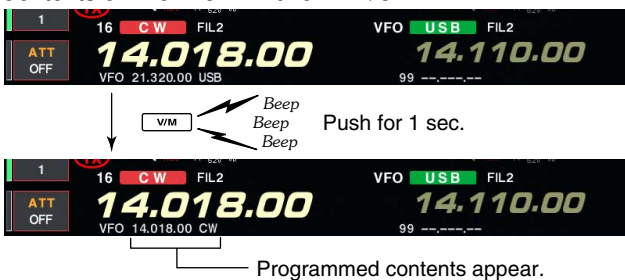 1 16 CW FIL2 VFO USB FIL2
ATT OFF 14.018.00 14.110.00
VFO 21.320.00 USB 99 --.---.--
V/M Beep Beep Beep Push for 1 sec.
1 TX 16 CW FIL2 VFO USB FIL2
ATT OFF 14.018.00 14.110.00
VFO 14.018.00 CW 99 --.---.--
Programmed contents appear.